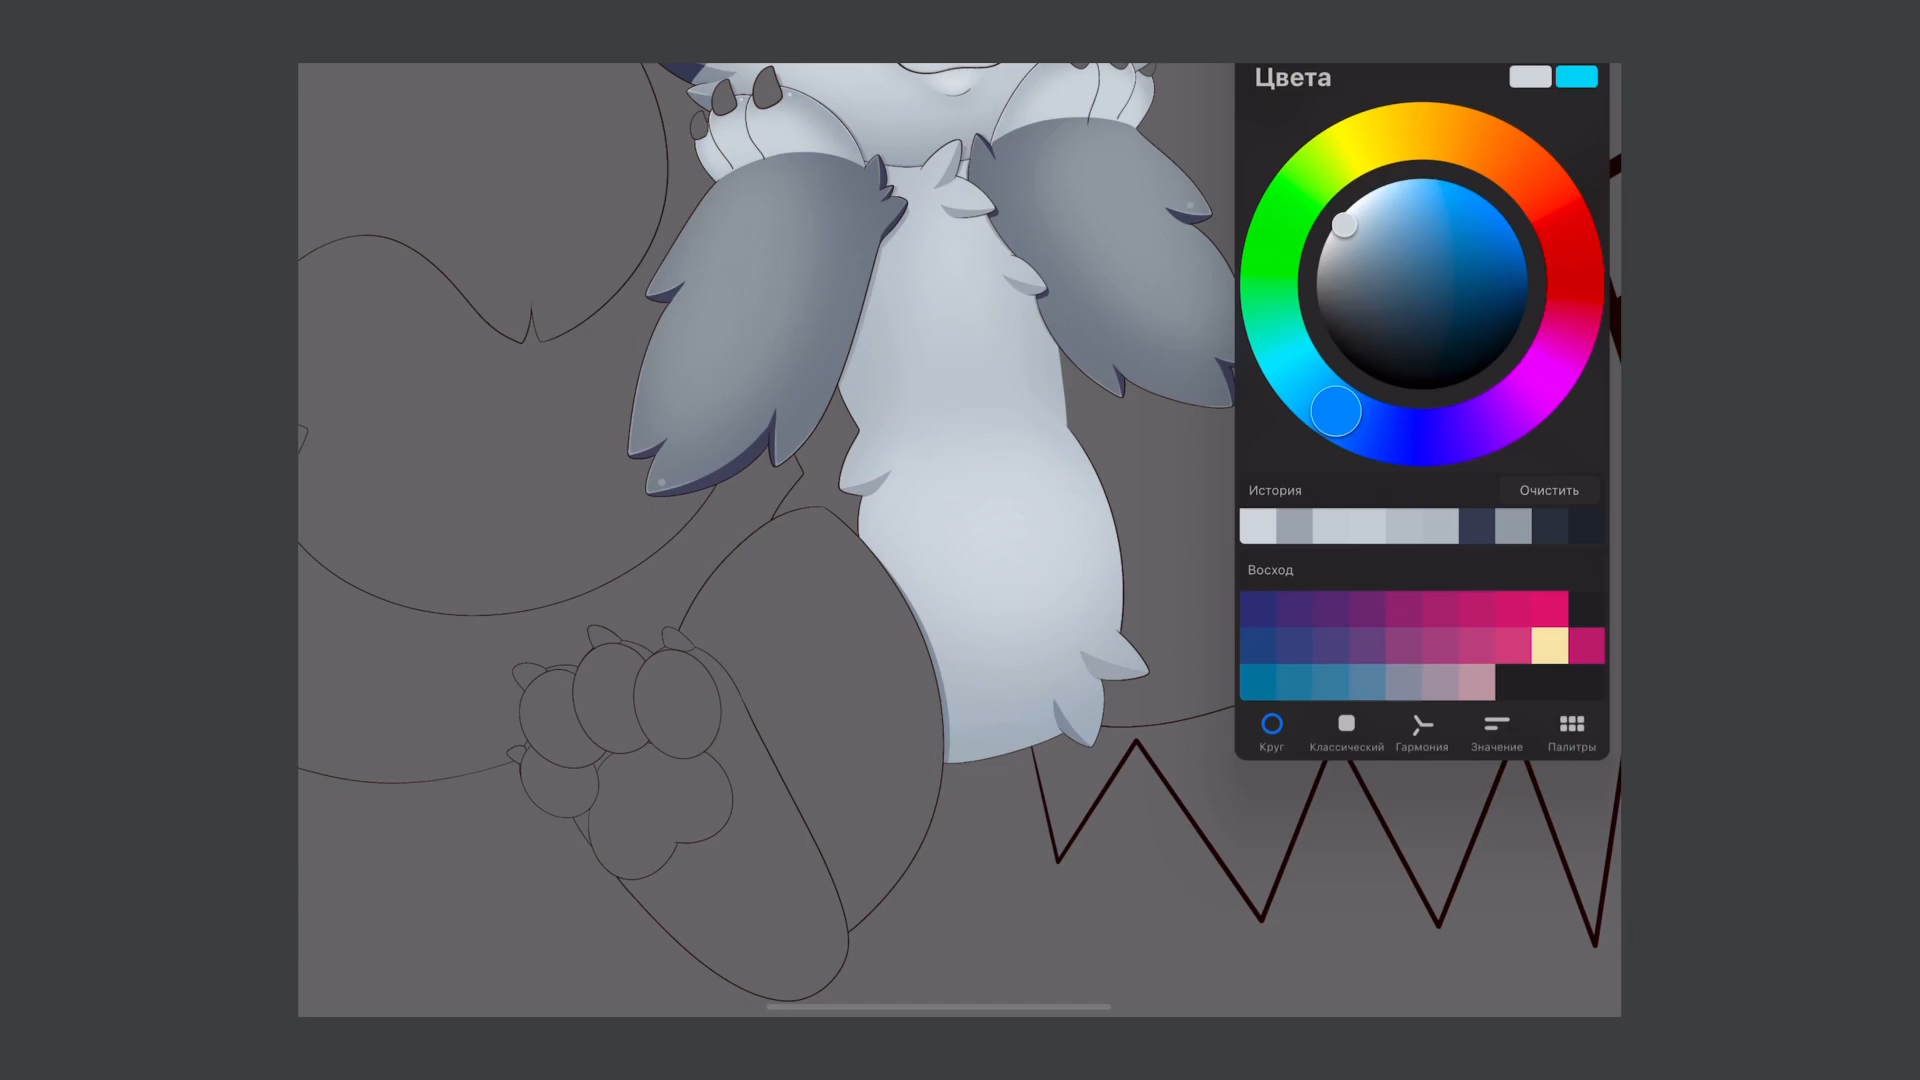 Цвета
История
Очистить
Восход
Круг
Классический
Гармония
Значение
Палитры